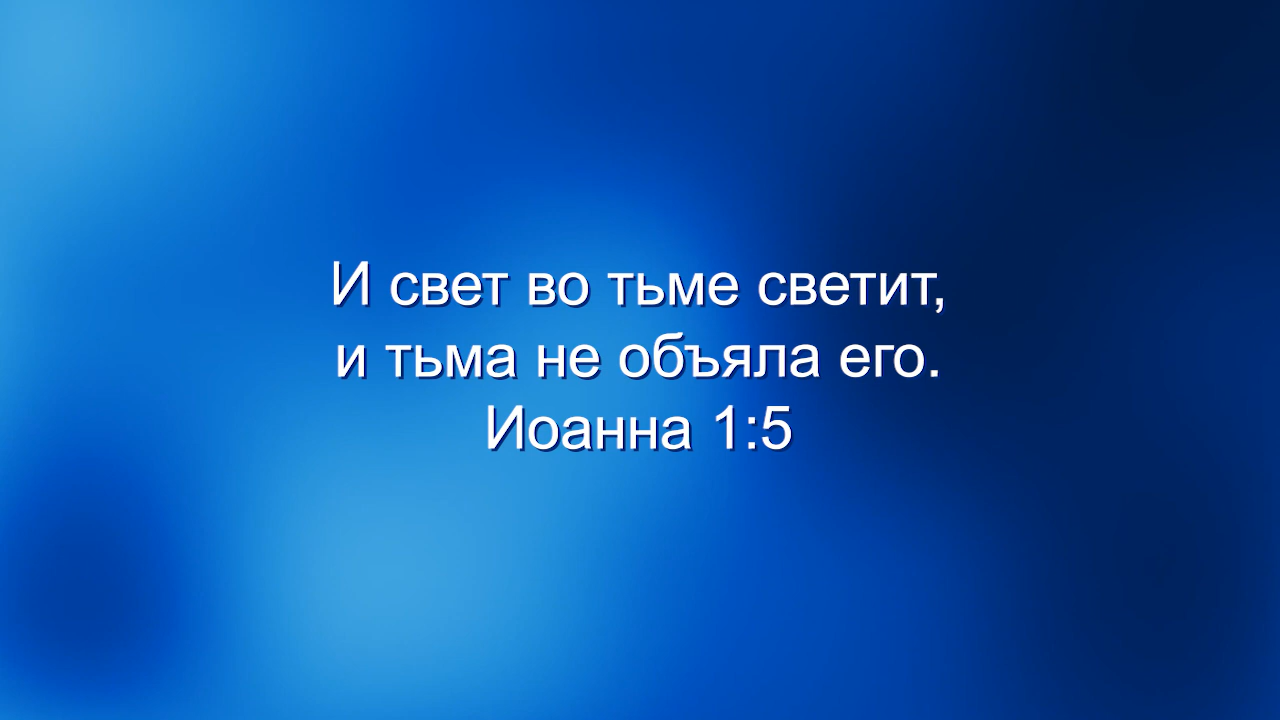 И свет во тьме светит,
и тьма не объяла его.
Иоанна 1:5